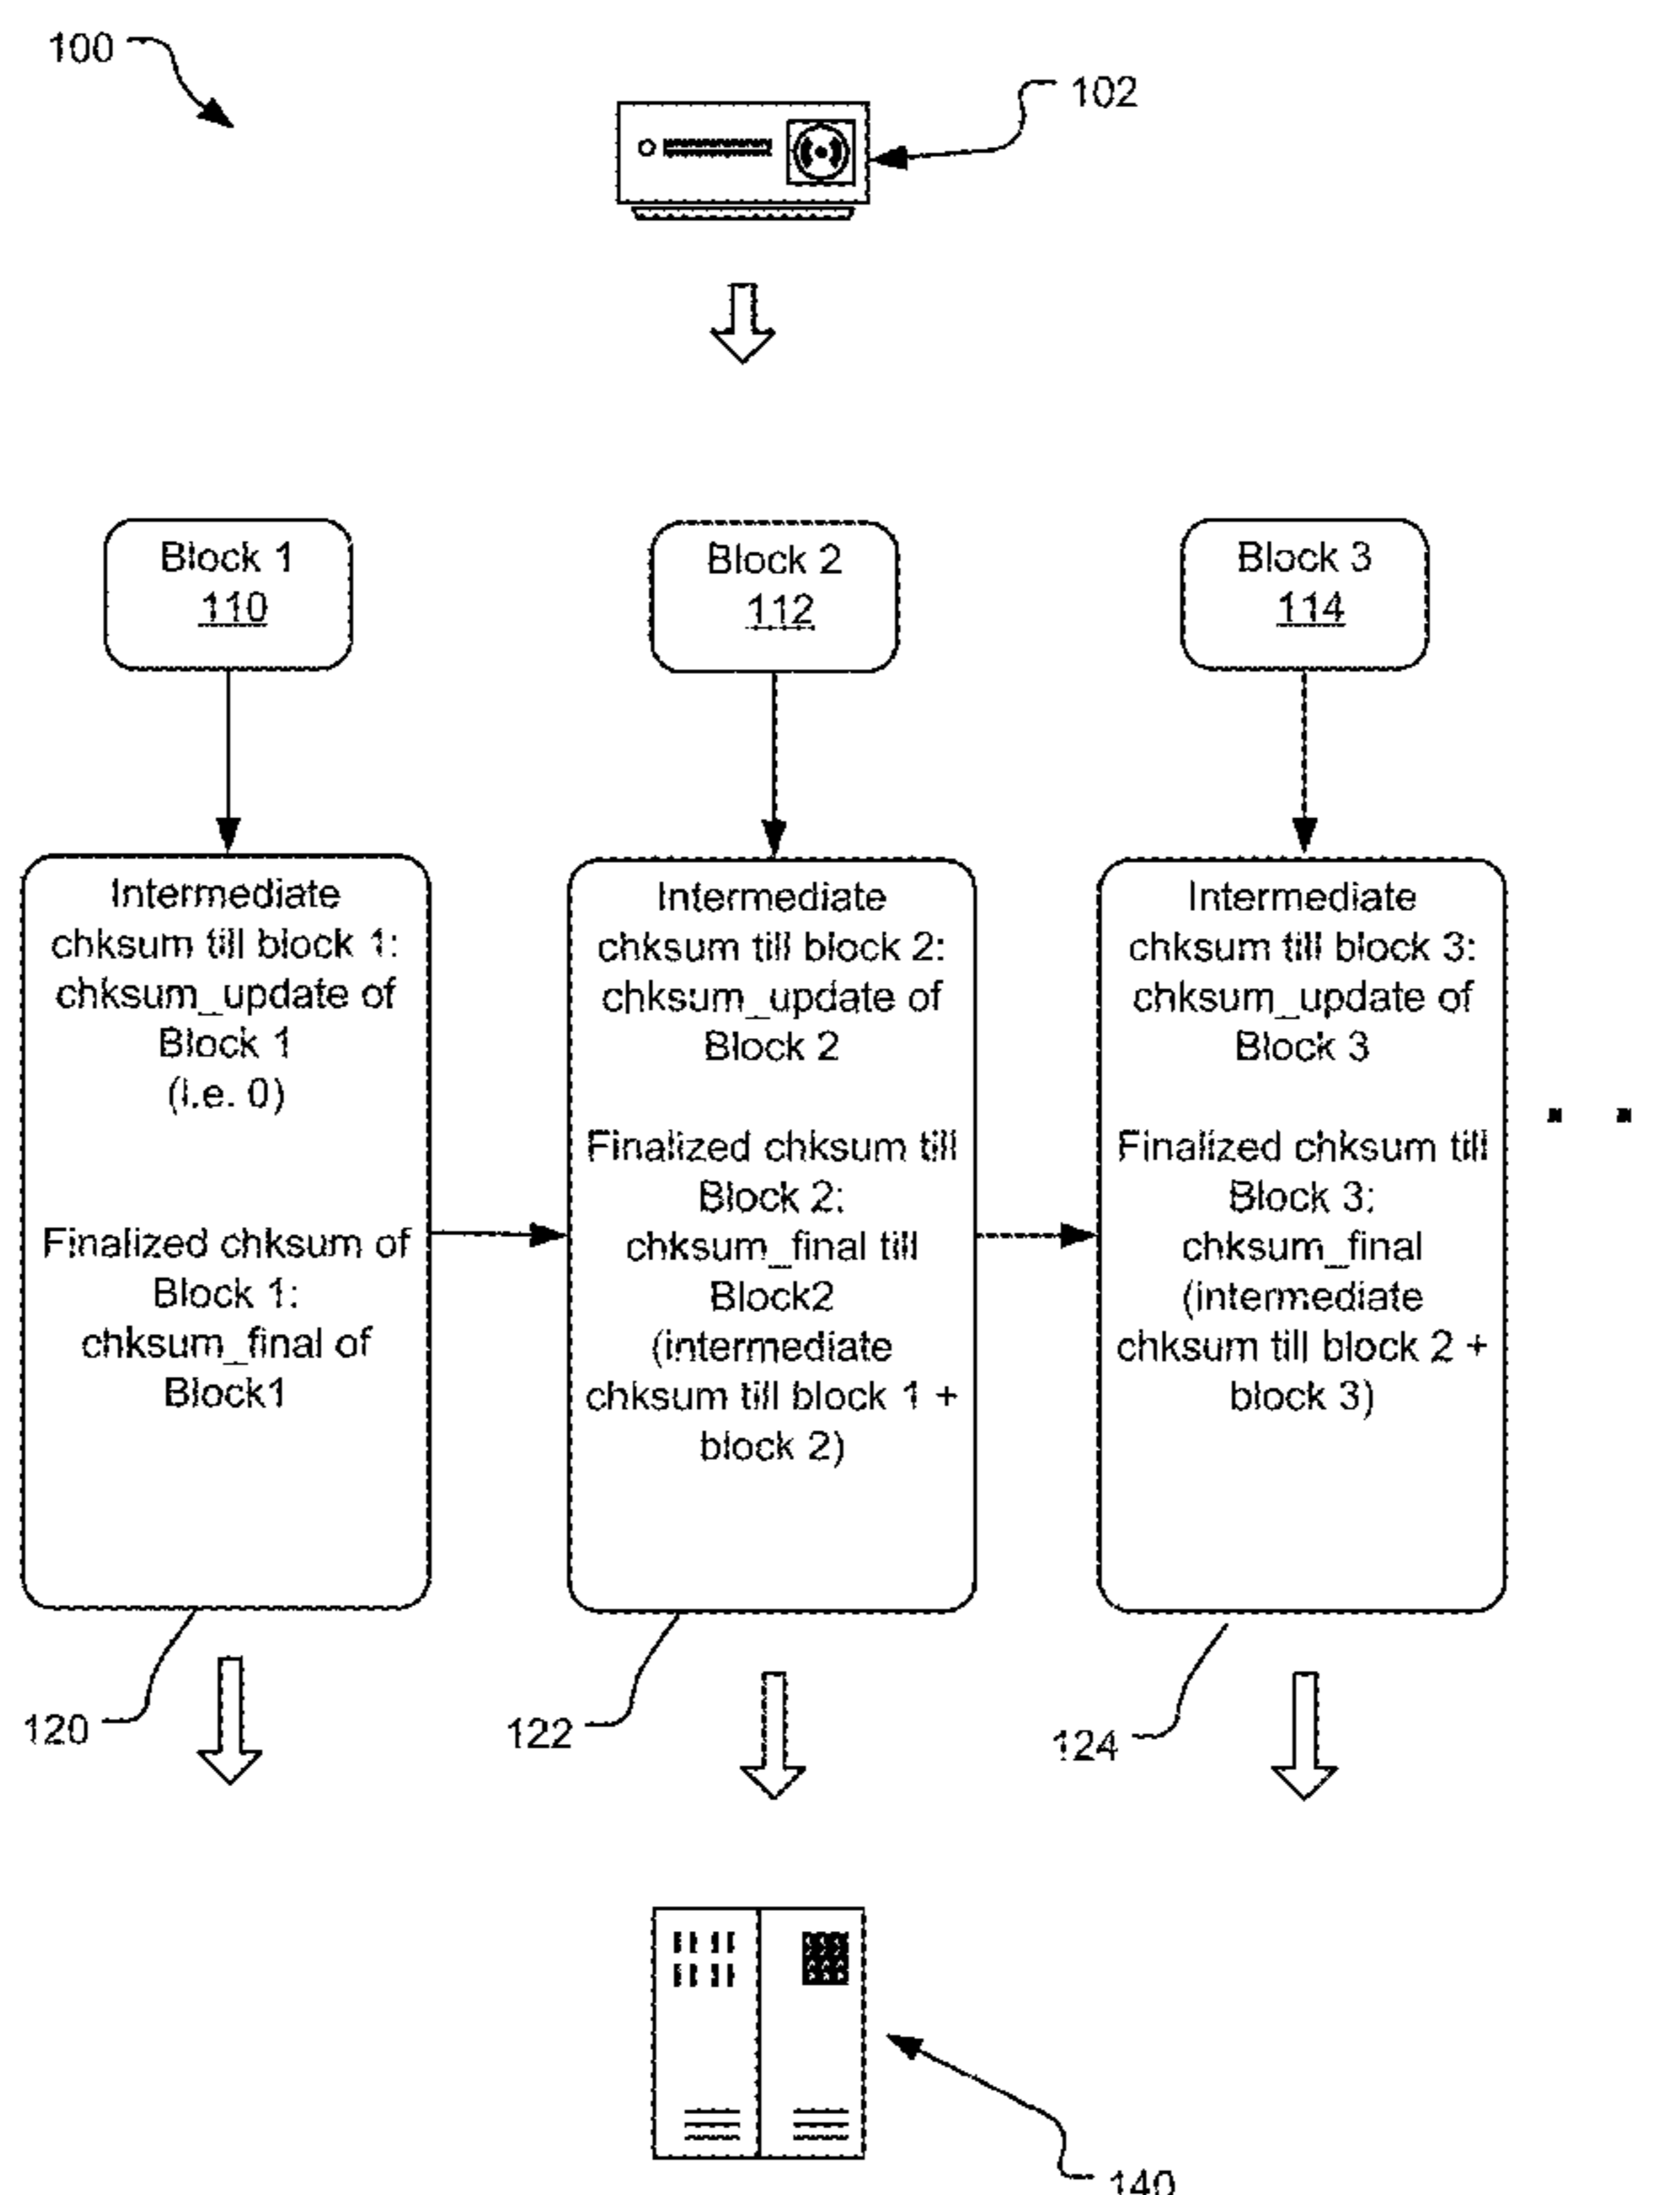 100
102
Block 1
110
Block 2
112
Block 3
114
Intermediate
chksum till block 1:
chksum_update of
Block 1
(i.e. 0)
Finalized chksum of
Block 1:
chksum_final of
Block1
Intermediate
chksum till block 2:
chksum_update of
Block 2
Finalized chksum till
Block 2:
chksum_final till
Block2
(intermediate
chksum till block 1 +
block 2)
Intermediate
chksum till block 3:
chksum_update of
Block 3
Finalized chksum till
Block 3:
chksum_final
(intermediate
chksum till block 2 +
block 3)
120
122
124
140